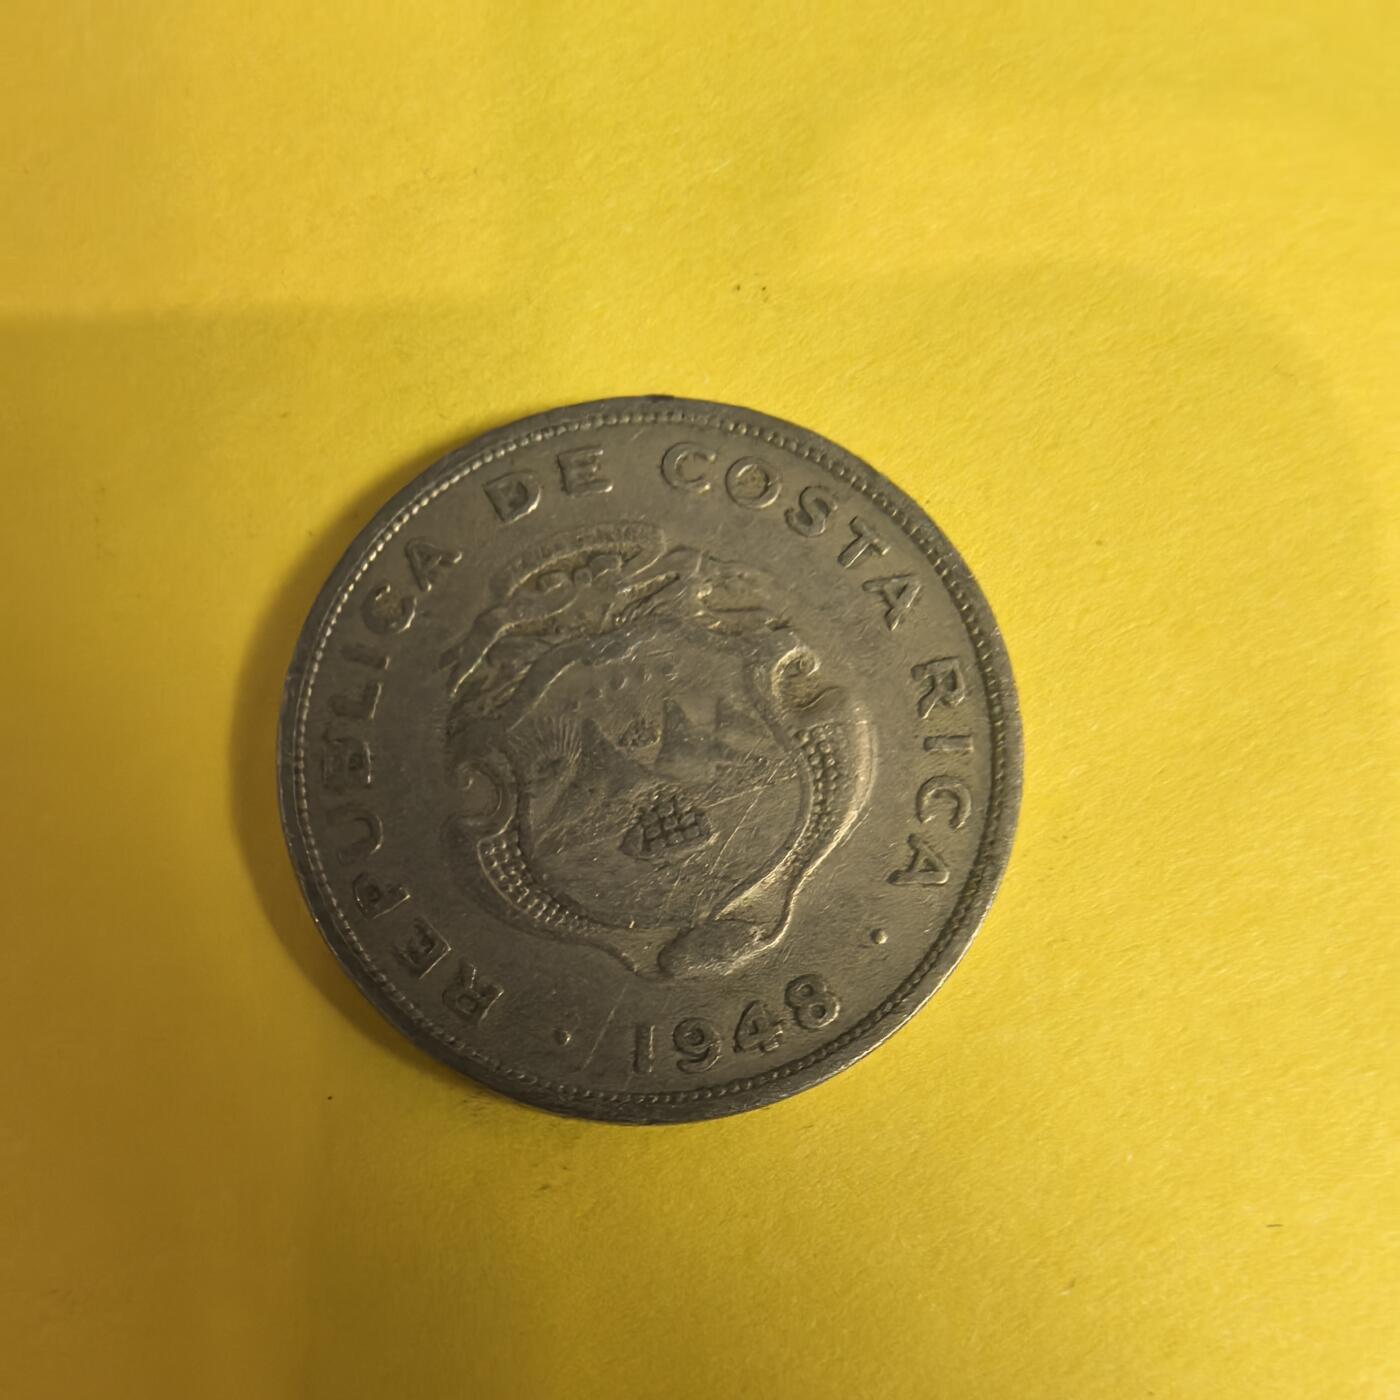 REPUBLICA DE COSTA RICA
· 1948 ·